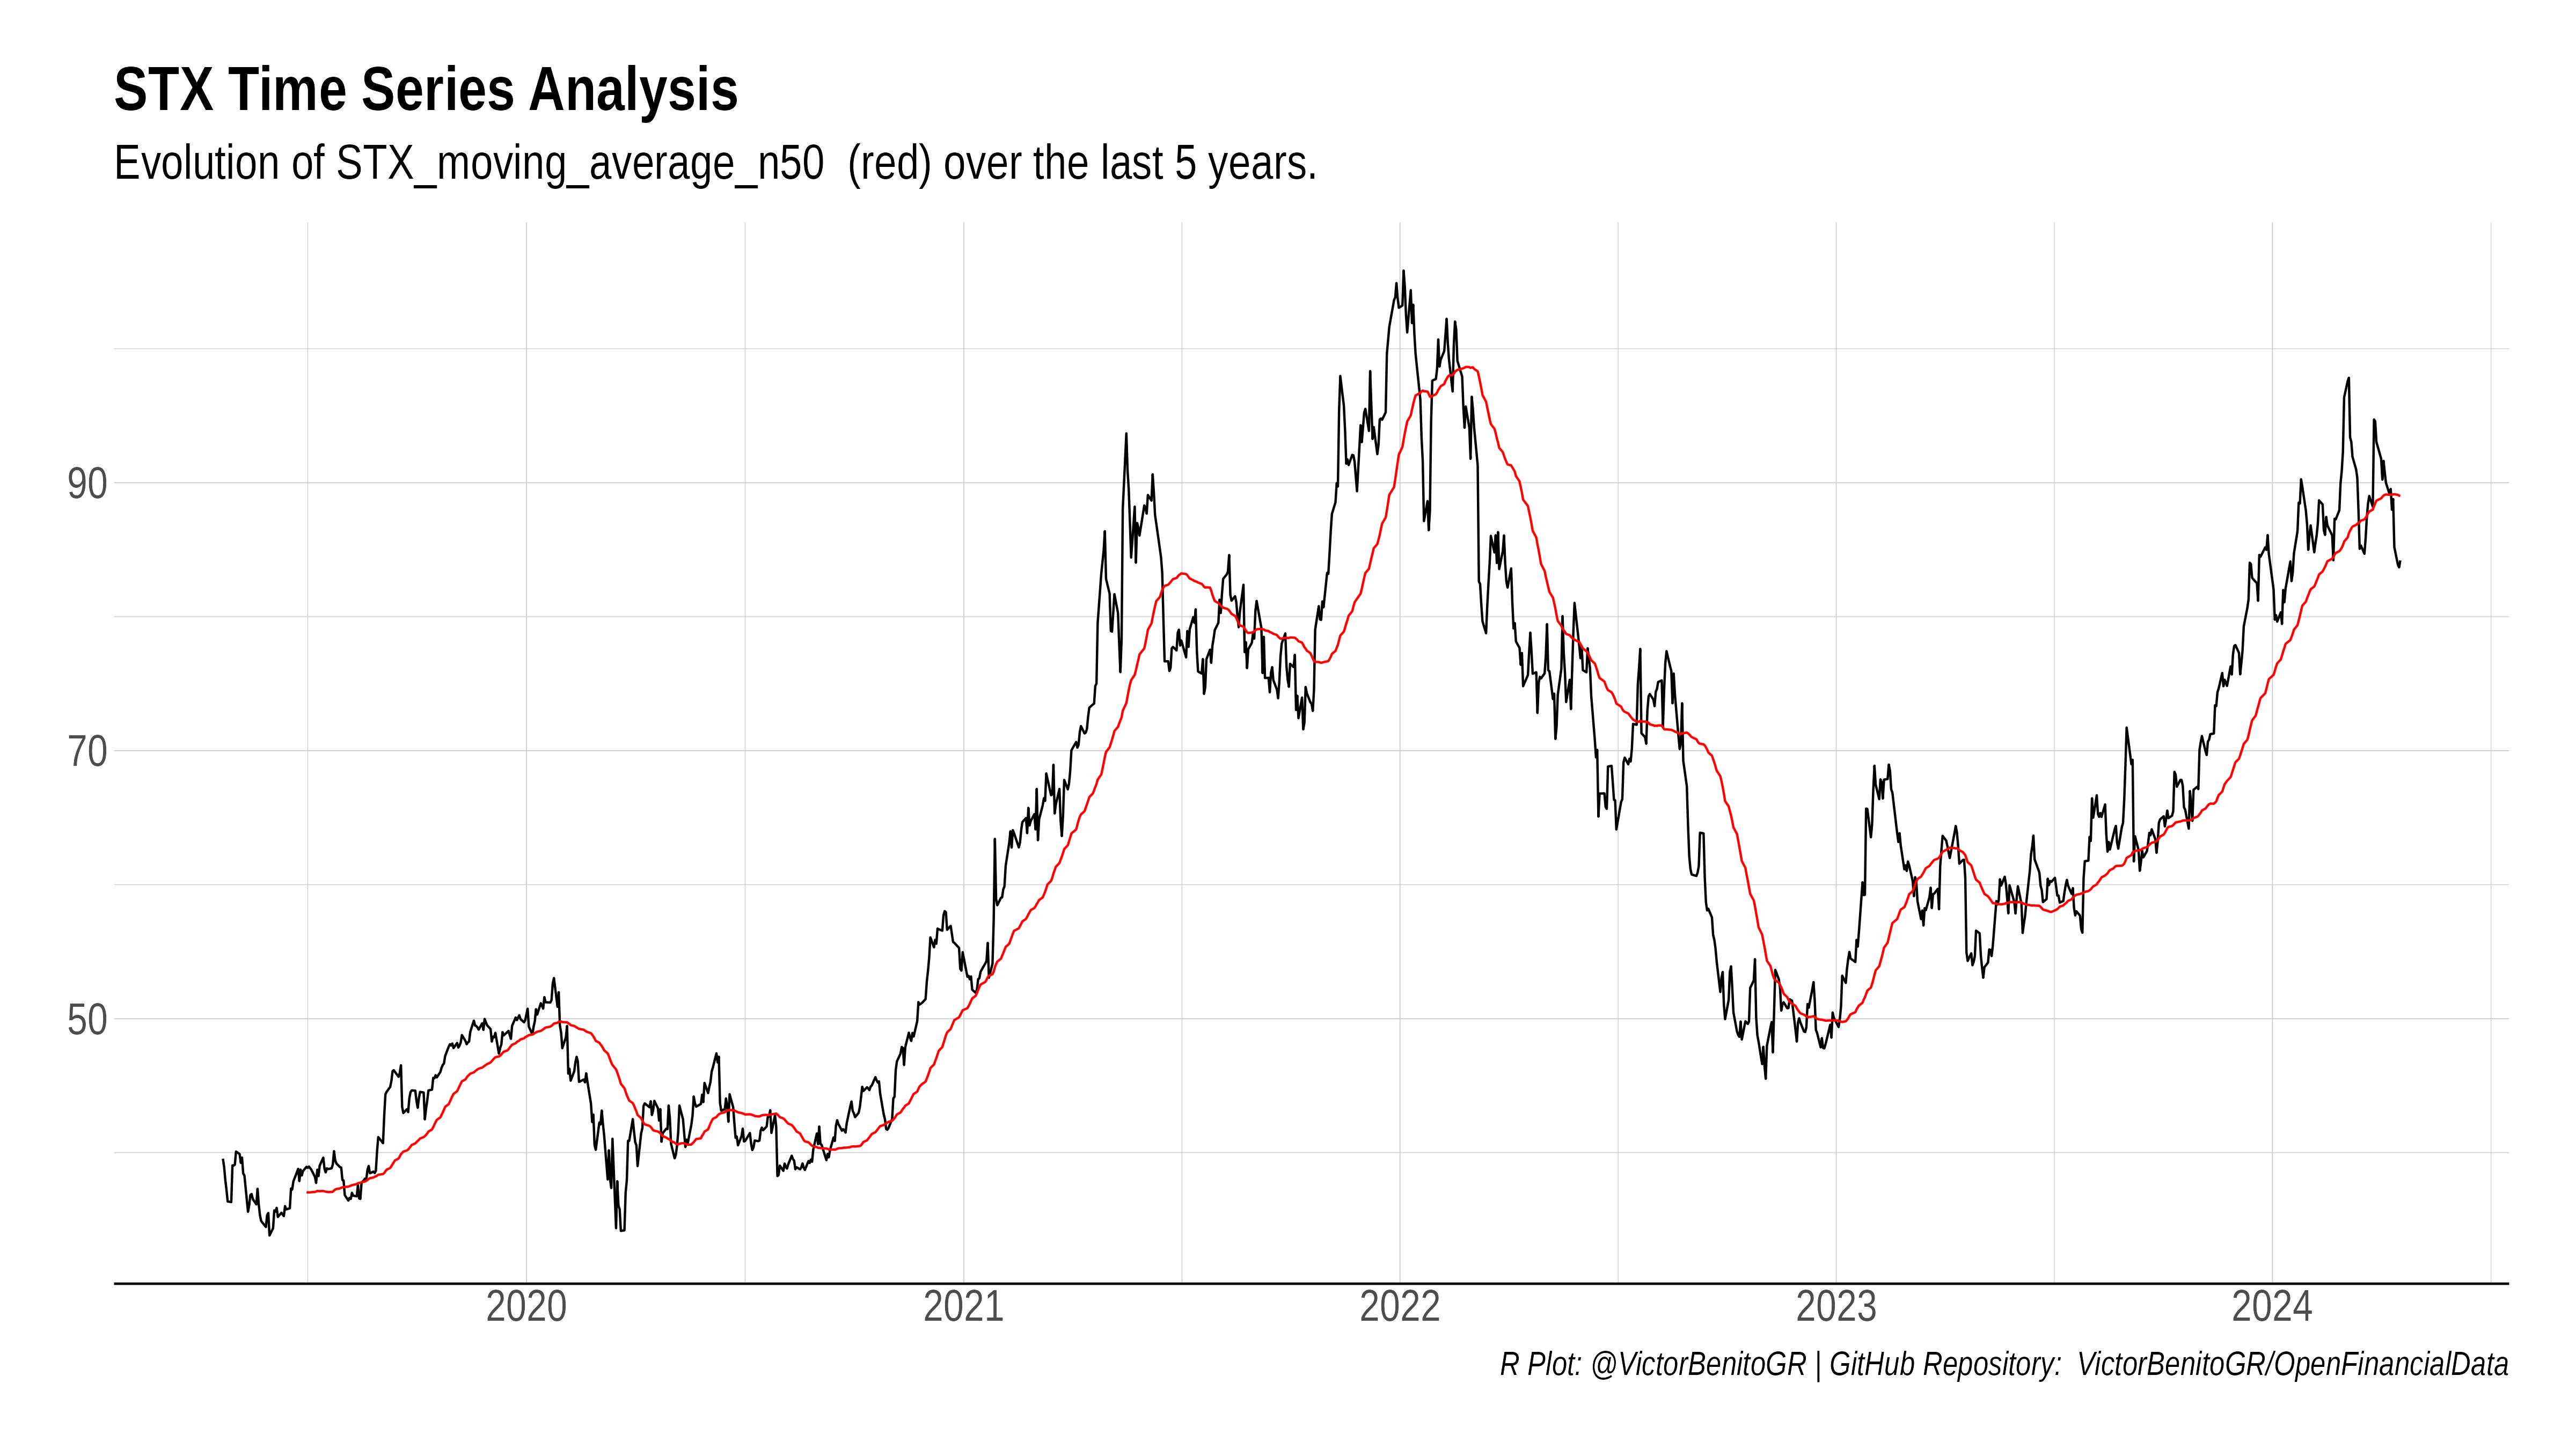 STX Time Series Analysis
Evolution of STX_moving_average_n50  (red) over the last 5 years.
90
70
50
2020 2021 2022 2023 2024
R Plot: @VictorBenitoGR | GitHub Repository:  VictorBenitoGR/OpenFinancialData